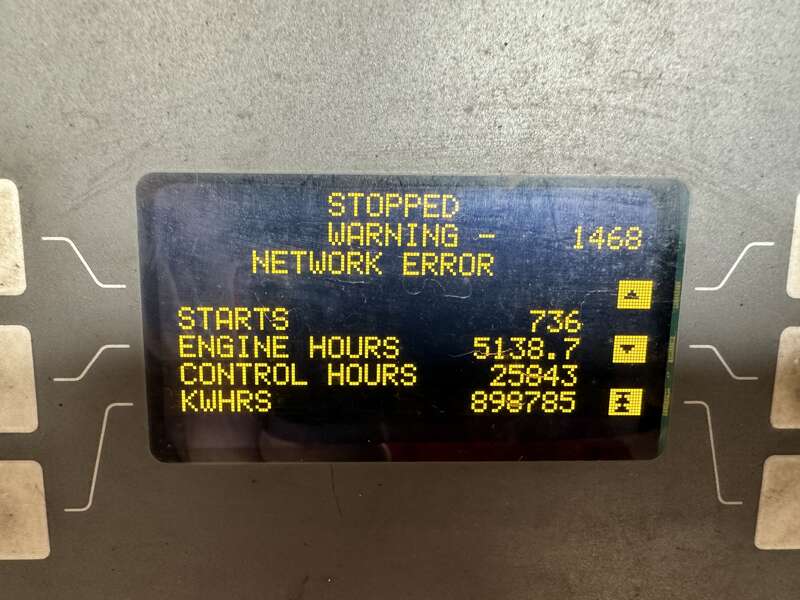 STOPPED
WARNING - 1468
NETWORK ERROR
STARTS 736
ENGINE HOURS 5138.7
CONTROL HOURS 25843
KWHRS 898785